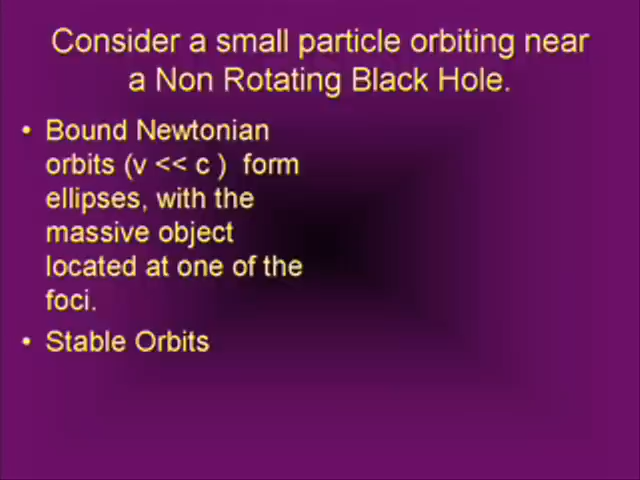 Consider a small particle orbiting near
a Non Rotating Black Hole.
• Bound Newtonian
orbits (v << c ) form
ellipses, with the
massive object
located at one of the
foci.
• Stable Orbits